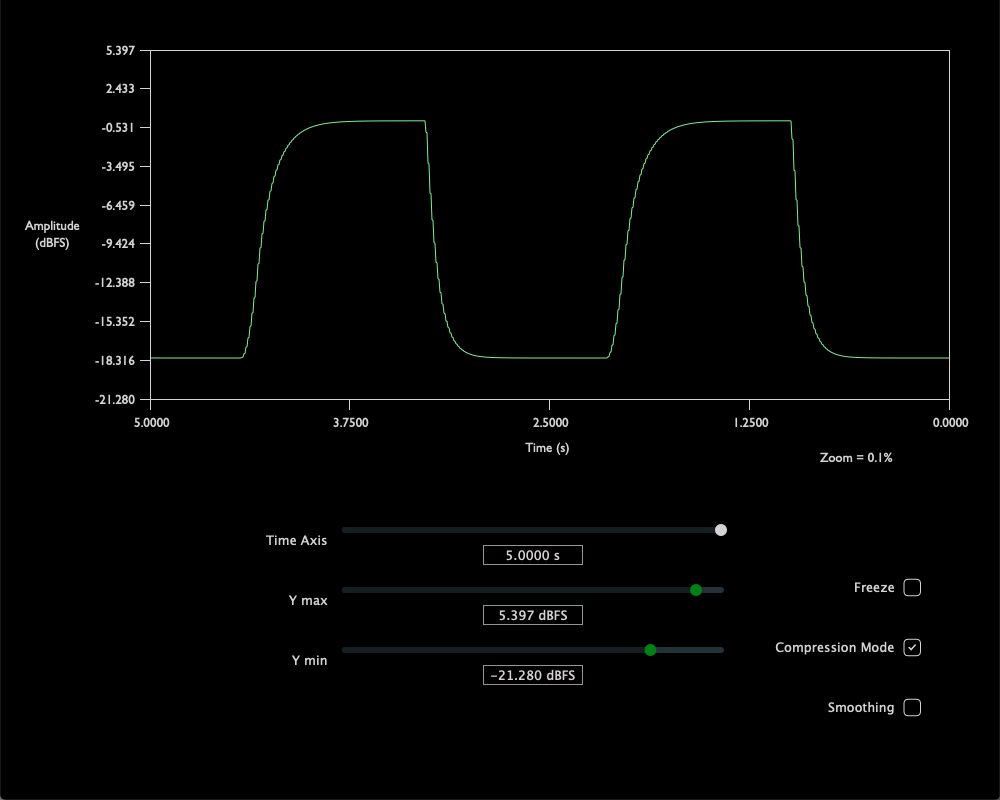 5.397
2.433
-0.531
-3.495
-6.459
-9.424
-12.388
-15.352
-18.316
-21.280
Amplitude
(dBFS)
5.0000 3.7500 2.5000 1.2500 0.0000
Time (s)
Zoom = 0.1%
Time Axis
5.0000 s
Y max
5.397 dBFS
Y min
-21.280 dBFS
Freeze
Compression Mode
Smoothing